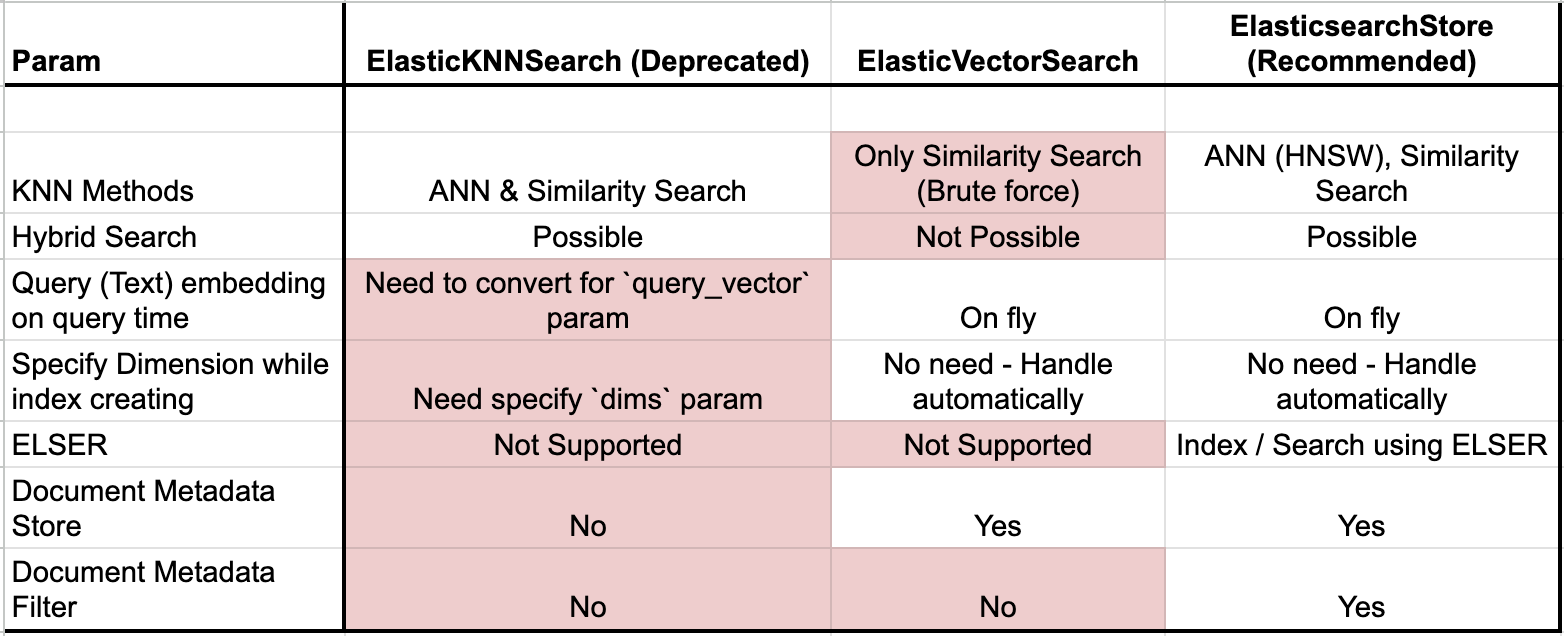 Param
ElasticKNNSearch (Deprecated)
ElasticVectorSearch
ElasticsearchStore
(Recommended)
KNN Methods
ANN & Similarity Search
Only Similarity Search
(Brute force)
ANN (HNSW), Similarity
Search
Hybrid Search
Possible
Not Possible
Possible
Query (Text) embedding
on query time
Need to convert for `query_vector`
param
On fly
On fly
Specify Dimension while
index creating
Need specify `dims` param
No need - Handle
automatically
No need - Handle
automatically
ELSER
Not Supported
Not Supported
Index / Search using ELSER
Document Metadata
Store
No
Yes
Yes
Document Metadata
Filter
No
No
Yes